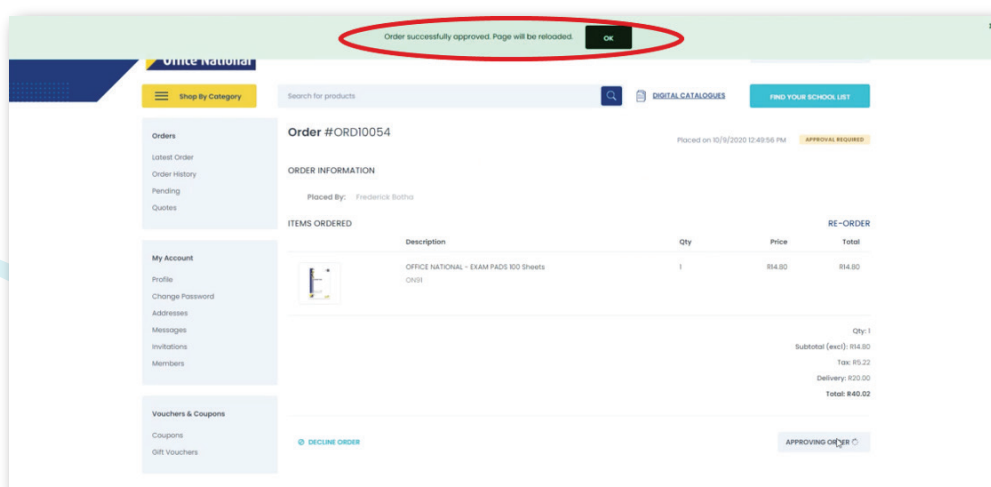 Order successfully approved. Page will be reloaded. OK
Office National
Shop By Category
Search for products
DIGITAL CATALOGUES
FIND YOUR SCHOOL LIST
Orders
Latest Order
Order History
Pending
Quotes
My Account
Profile
Change Password
Addresses
Messages
Invitations
Members
Vouchers & Coupons
Coupons
Gift Vouchers
Order #ORD10054
Placed on 10/9/2020 12:49:56 PM
APPROVAL REQUIRED
ORDER INFORMATION
Placed By: Frederick Botha
ITEMS ORDERED
RE-ORDER
Description Qty Price Total
OFFICE NATIONAL - EXAM PADS 100 Sheets 1 R14.80 R14.80
ON31
Qty: 1
Subtotal (excl): R14.80
Tax: R5.22
Delivery: R20.00
Total: R40.02
DECLINE ORDER
APPROVING ORDER